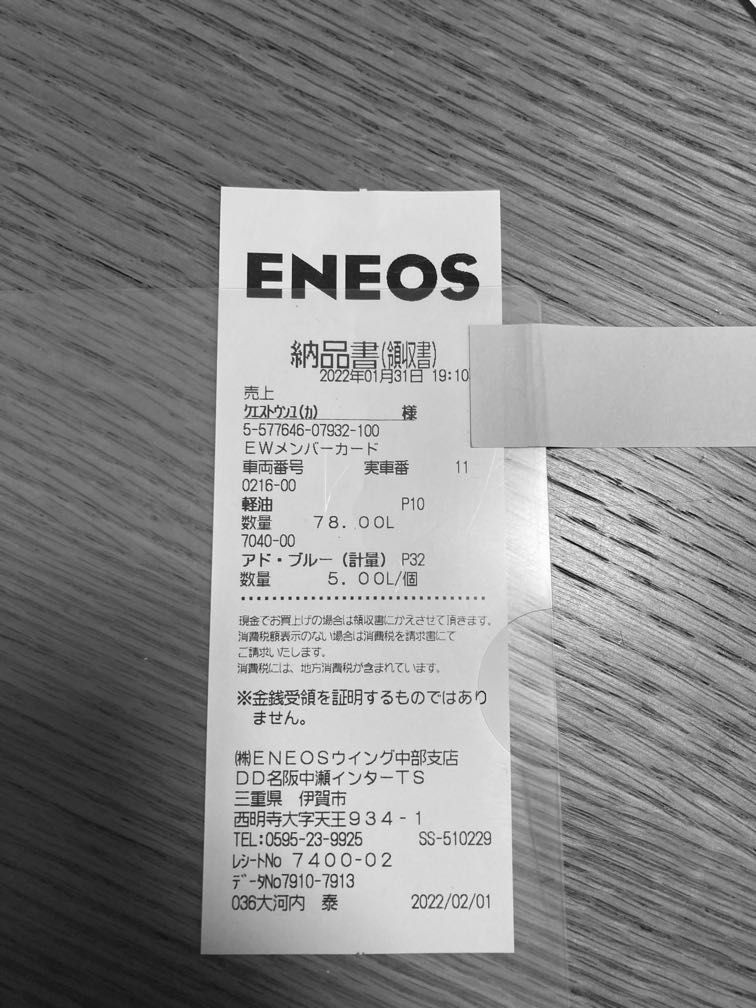 ENEOS
納品書(領収書)
2022年01月31日 19:10
売上
ｸエストウンユ(カ) 様
5-577646-07932-100
EWメンバーカード
車両番号 実車番 11
0216-00
軽油 P10
数量 78.00L
7040-00
アド・ブルー(計量) P32
数量 5.00L/個
現金でお買上げの場合は領収書にかえさせて頂きます。
消費税額表示のない場合は消費税を請求書にて
ご請求いたします。
消費税には、地方消費税が含まれています。
※金銭受領を証明するものではあり
ません。
㈱ENEOSウイング中部支店
DD名阪中瀬インターTS
三重県 伊賀市
西明寺大字天王934-1
TEL:0595-23-9925 SS-510229
ﾚｼｰﾄNo 7400-02
ﾃﾞｰﾀNo7910-7913
036大河内 泰 2022/02/01